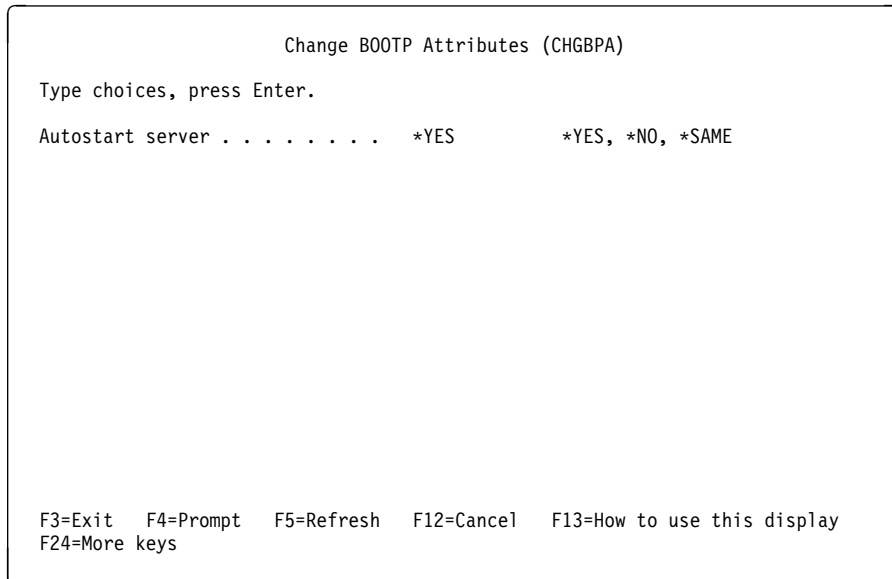 Change BOOTP Attributes (CHGBPA)
Type choices, press Enter.
Autostart server . . . . . . . . *YES *YES, *NO, *SAME
F3=Exit F4=Prompt F5=Refresh F12=Cancel F13=How to use this display
F24=More keys